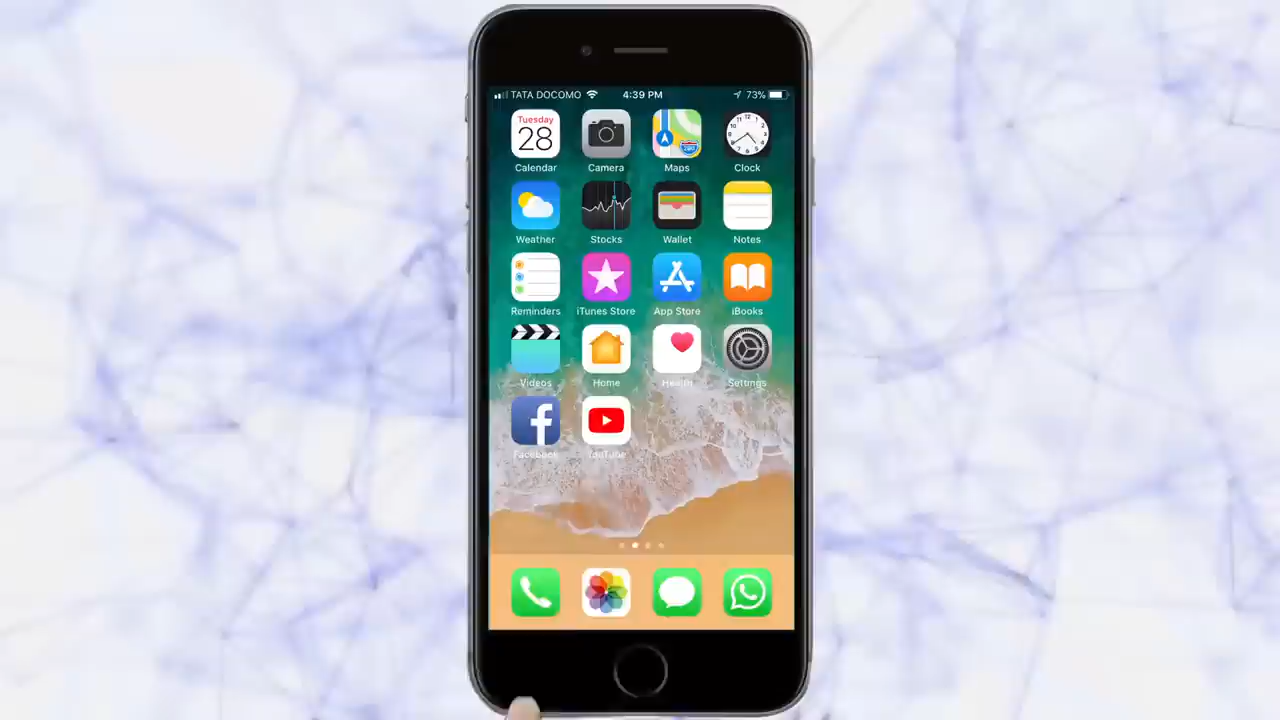 TATA DOCOMO 4:39 PM 73%
Tuesday
28
Calendar Camera Maps Clock
Weather Stocks Wallet Notes
Reminders iTunes Store App Store iBooks
Videos Home Health Settings
Facebook YouTube